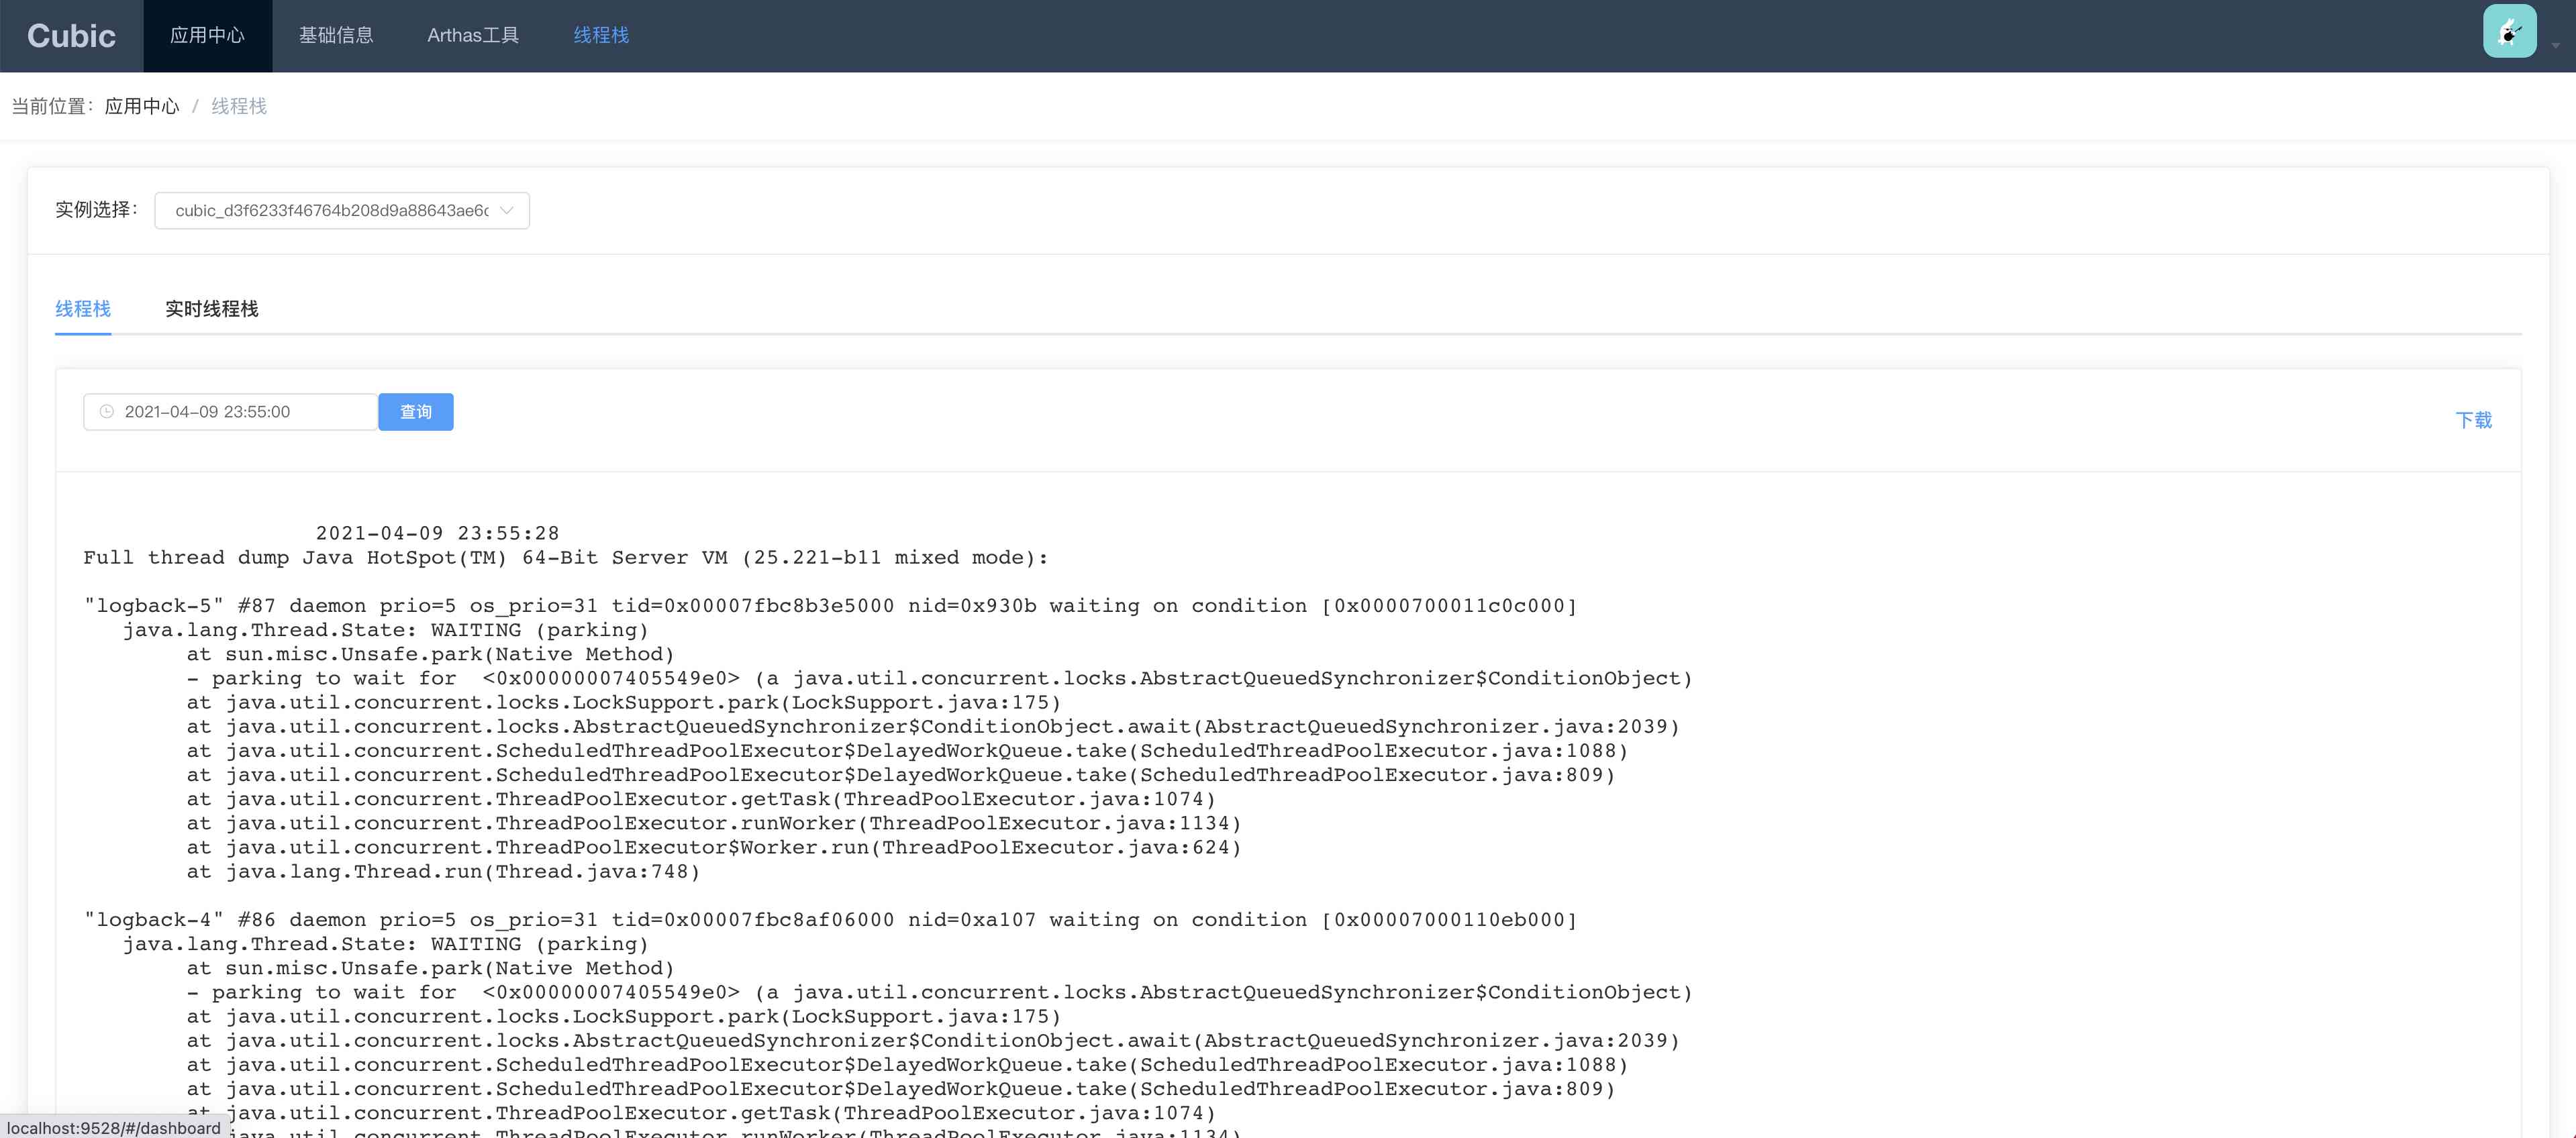 Cubic 应用中心 基础信息 Arthas工具 线程栈
当前位置： 应用中心 / 线程栈
实例选择： cubic_d3f6233f46764b208d9a88643ae6c
线程栈 实时线程栈
2021-04-09 23:55:00 查询 下载
2021-04-09 23:55:28
Full thread dump Java HotSpot(TM) 64-Bit Server VM (25.221-b11 mixed mode):
"logback-5" #87 daemon prio=5 os_prio=31 tid=0x00007fbc8b3e5000 nid=0x930b waiting on condition [0x0000700011c0c000]
java.lang.Thread.State: WAITING (parking)
at sun.misc.Unsafe.park(Native Method)
- parking to wait for <0x00000007405549e0> (a java.util.concurrent.locks.AbstractQueuedSynchronizer$ConditionObject)
at java.util.concurrent.locks.LockSupport.park(LockSupport.java:175)
at java.util.concurrent.locks.AbstractQueuedSynchronizer$ConditionObject.await(AbstractQueuedSynchronizer.java:2039)
at java.util.concurrent.ScheduledThreadPoolExecutor$DelayedWorkQueue.take(ScheduledThreadPoolExecutor.java:1088)
at java.util.concurrent.ScheduledThreadPoolExecutor$DelayedWorkQueue.take(ScheduledThreadPoolExecutor.java:809)
at java.util.concurrent.ThreadPoolExecutor.getTask(ThreadPoolExecutor.java:1074)
at java.util.concurrent.ThreadPoolExecutor.runWorker(ThreadPoolExecutor.java:1134)
at java.util.concurrent.ThreadPoolExecutor$Worker.run(ThreadPoolExecutor.java:624)
at java.lang.Thread.run(Thread.java:748)
"logback-4" #86 daemon prio=5 os_prio=31 tid=0x00007fbc8af06000 nid=0xa107 waiting on condition [0x00007000110eb000]
java.lang.Thread.State: WAITING (parking)
at sun.misc.Unsafe.park(Native Method)
- parking to wait for <0x00000007405549e0> (a java.util.concurrent.locks.AbstractQueuedSynchronizer$ConditionObject)
at java.util.concurrent.locks.LockSupport.park(LockSupport.java:175)
at java.util.concurrent.locks.AbstractQueuedSynchronizer$ConditionObject.await(AbstractQueuedSynchronizer.java:2039)
at java.util.concurrent.ScheduledThreadPoolExecutor$DelayedWorkQueue.take(ScheduledThreadPoolExecutor.java:1088)
at java.util.concurrent.ScheduledThreadPoolExecutor$DelayedWorkQueue.take(ScheduledThreadPoolExecutor.java:809)
at java.util.concurrent.ThreadPoolExecutor.getTask(ThreadPoolExecutor.java:1074)
java.util.concurrent.ThreadPoolExecutor.runWorker(ThreadPoolExecutor.java:1134)
localhost:9528/#/dashboard